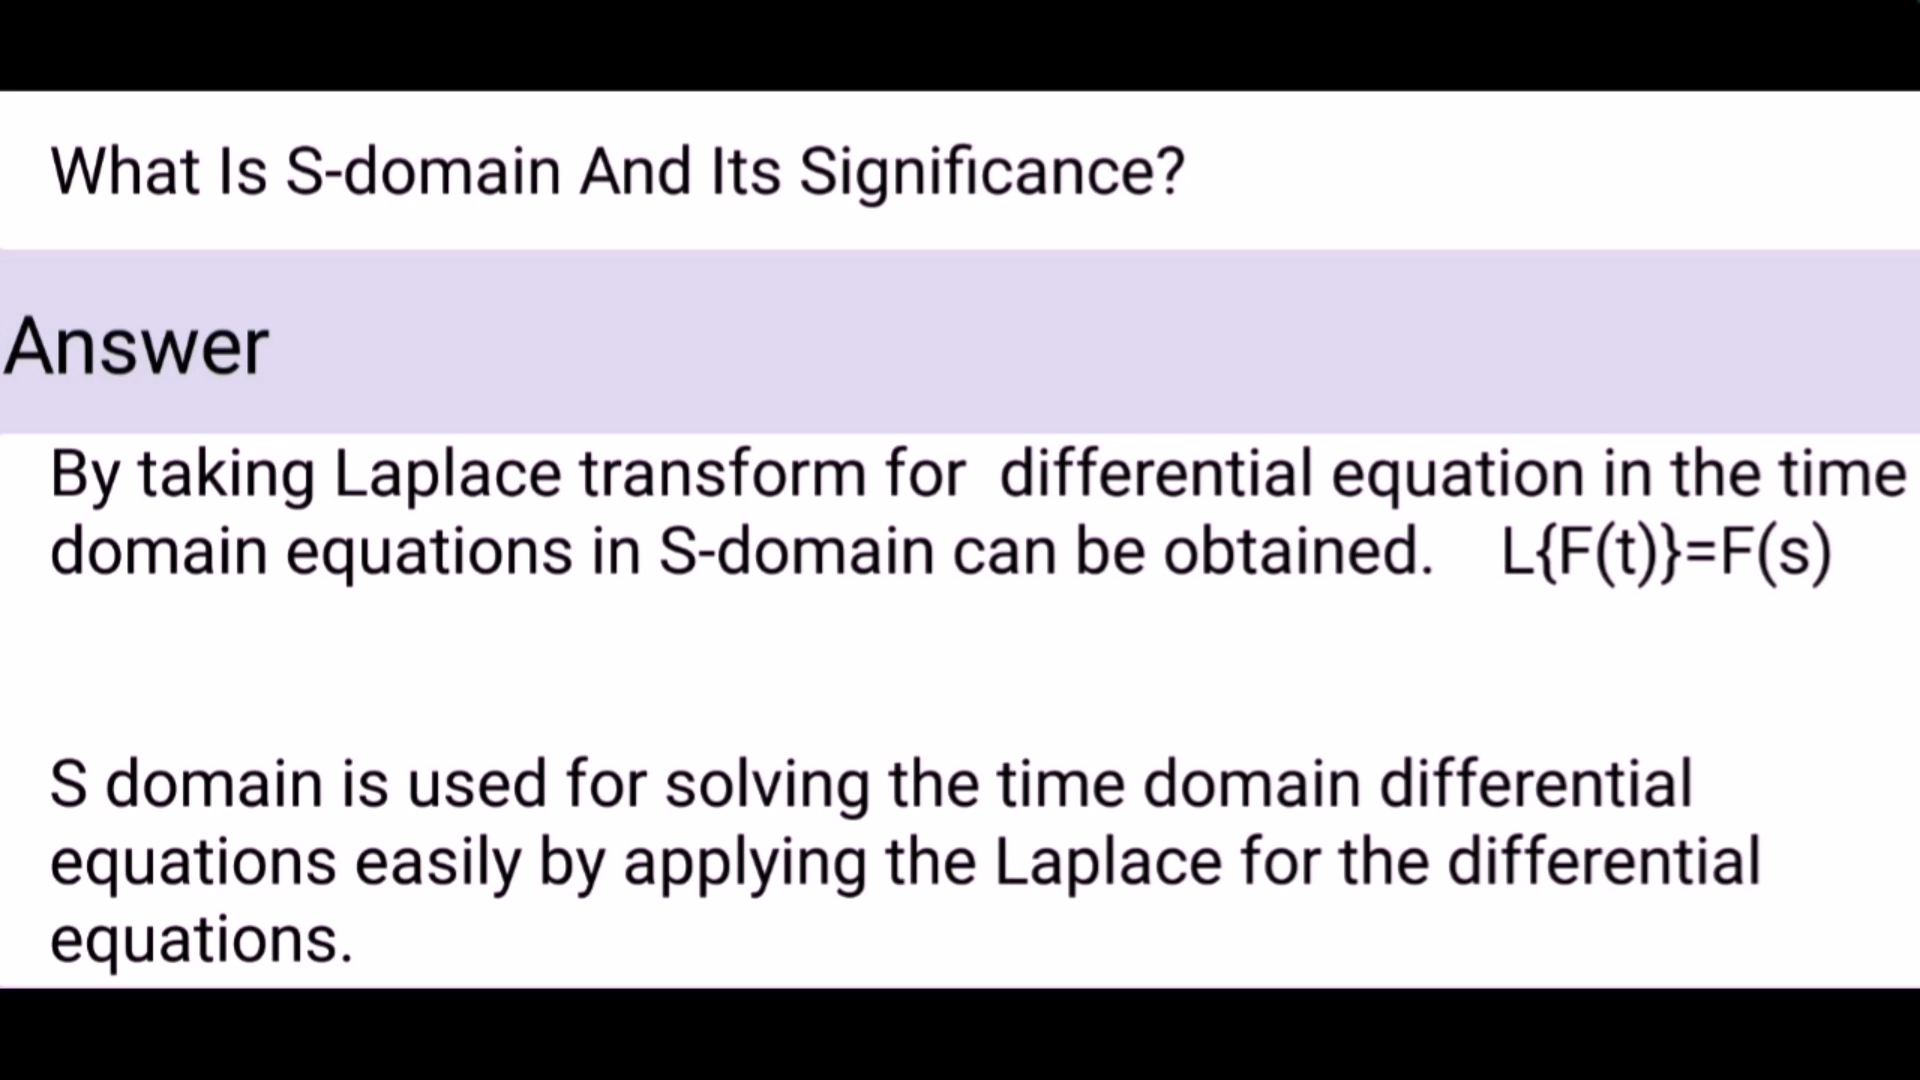 What Is S-domain And Its Significance?
Answer
By taking Laplace transform for  differential equation in the time
domain equations in S-domain can be obtained.    L{F(t)}=F(s)
S domain is used for solving the time domain differential
equations easily by applying the Laplace for the differential
equations.